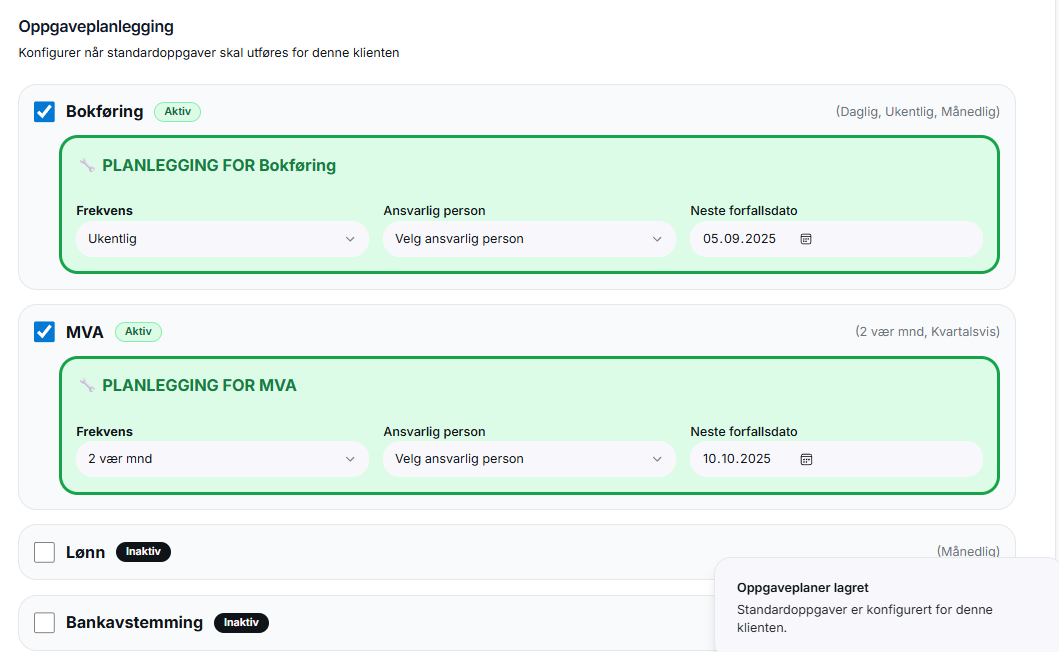 Oppgaveplanlegging
Konfigurer når standardoppgaver skal utføres for denne klienten
Bokføring Aktiv (Daglig, Ukentlig, Månedlig)
PLANLEGGING FOR Bokføring
Frekvens Ansvarlig person Neste forfallsdato
Ukentlig Velg ansvarlig person 05.09.2025
MVA Aktiv (2 vær mnd, Kvartalsvis)
PLANLEGGING FOR MVA
Frekvens Ansvarlig person Neste forfallsdato
2 vær mnd Velg ansvarlig person 10.10.2025
Lønn Inaktiv (Månedlig)
Bankavstemming Inaktiv
Oppgaveplaner lagret
Standardoppgaver er konfigurert for denne
klienten.